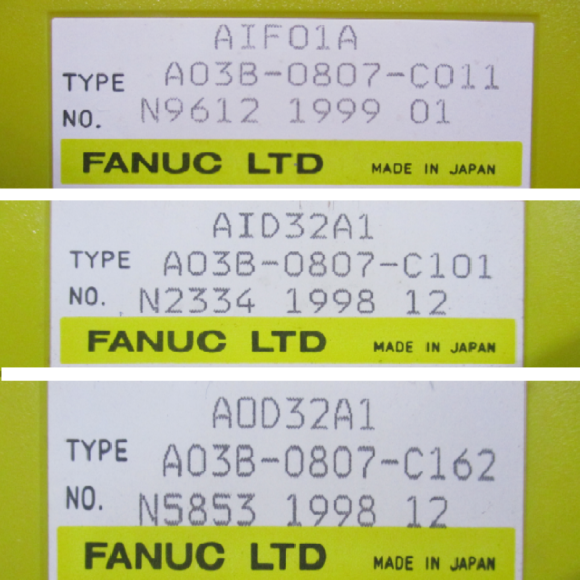 AIF01A
TYPE A03B-0807-C011
NO. N9612 1999 01
FANUC LTD MADE IN JAPAN
AID32A1
TYPE A03B-0807-C101
NO. N2334 1998 12
FANUC LTD MADE IN JAPAN
AOD32A1
TYPE A03B-0807-C162
NO. N5853 1998 12
FANUC LTD MADE IN JAPAN